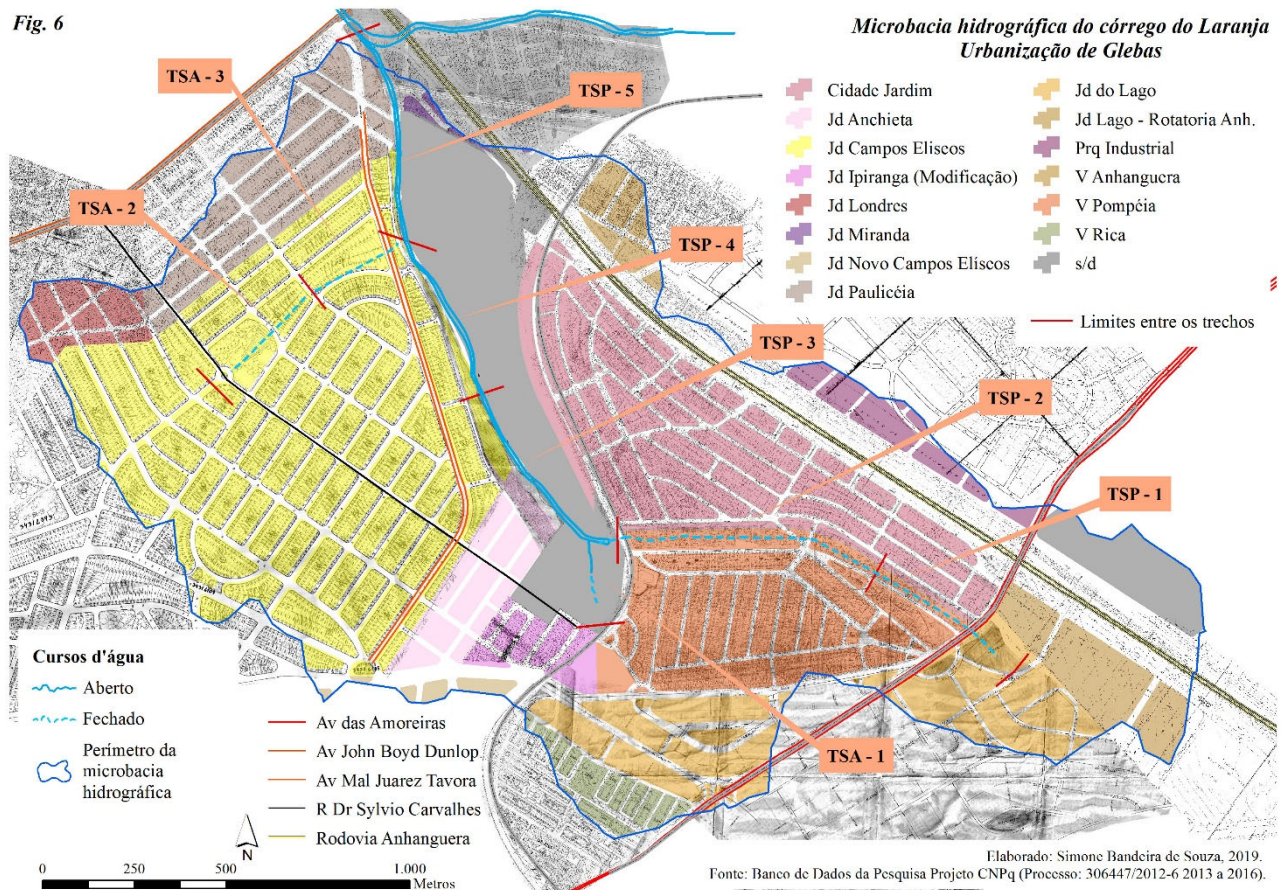 Fig. 6
Microbacia hidrográfica do córrego do Laranja
Urbanização de Glebas
Cidade Jardim
Jd Anchieta
Jd Campos Elíseos
Jd Ipiranga (Modificação)
Jd Londres
Jd Miranda
Jd Novo Campos Elíseos
Jd Paulicéia
Jd do Lago
Jd Lago - Rotatoria Anh.
Prq Industrial
V Anhanguera
V Pompéia
V Rica
s/d
Limites entre os trechos
TSA - 3
TSP - 5
TSA - 2
TSP - 4
TSP - 3
TSP - 2
TSP - 1
TSA - 1
Cursos d'água
Aberto
Fechado
Perímetro da
microbacia
hidrográfica
Av das Amoreiras
Av John Boyd Dunlop
Av Mal Juarez Tavora
R Dr Sylvio Carvalhes
Rodovia Anhanguera
N
0 250 500 1.000
Metros
Elaborado: Simone Bandeira de Souza, 2019.
Fonte: Banco de Dados da Pesquisa Projeto CNPq (Processo: 306447/2012-6 2013 a 2016).